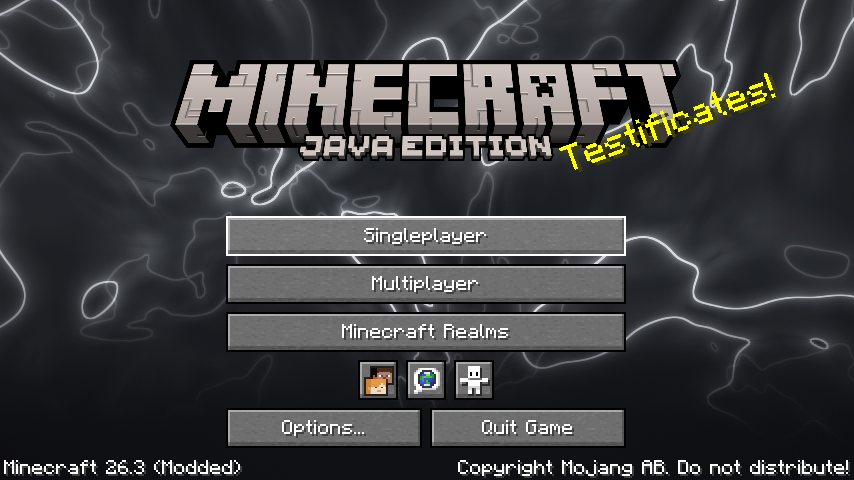 MINECRAFT
JAVA EDITION
Testificates!
Singleplayer
Multiplayer
Minecraft Realms
Options...
Quit Game
Minecraft 26.3 (Modded)
Copyright Mojang AB. Do not distribute!